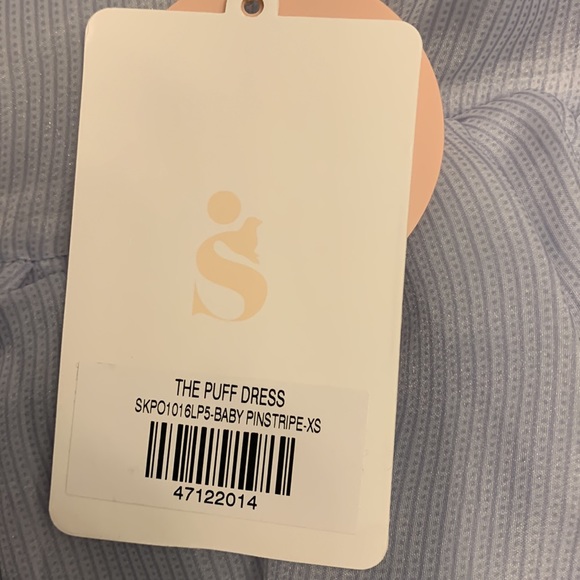 S
THE PUFF DRESS
SKPO1016LP5-BABY PINSTRIPE-XS
47122014